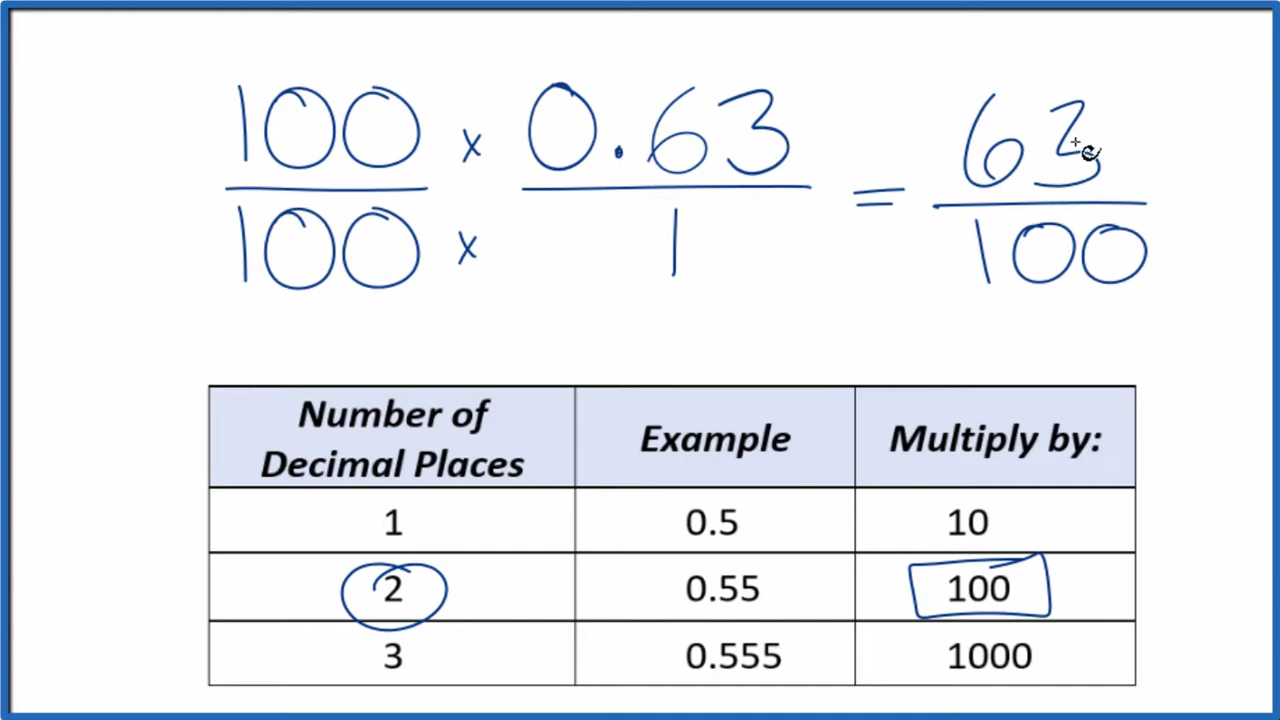 100/100 × 0.63/1 = 63/100
Number of Decimal Places Example Multiply by:
1 0.5 10
2 0.55 100
3 0.555 1000